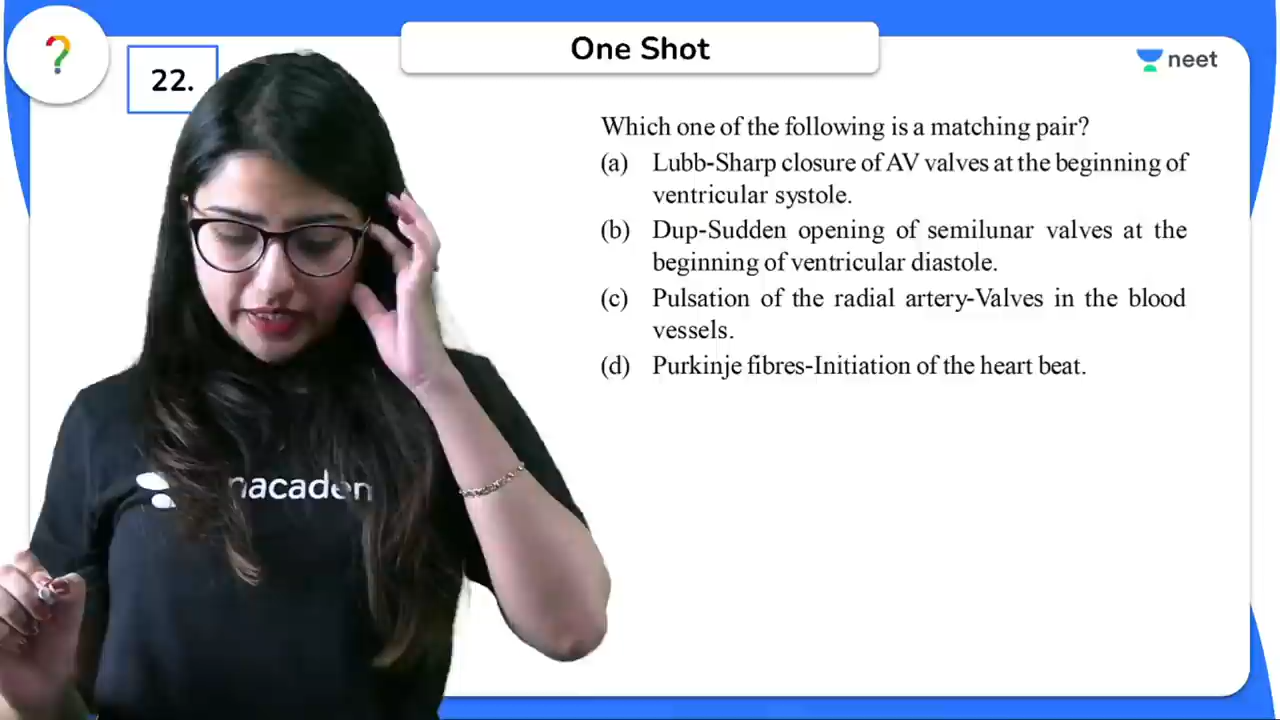 ?
One Shot
22.
neet
Which one of the following is a matching pair?
(a) Lubb-Sharp closure of AV valves at the beginning of
ventricular systole.
(b) Dup-Sudden opening of semilunar valves at the
beginning of ventricular diastole.
(c) Pulsation of the radial artery-Valves in the blood
vessels.
(d) Purkinje fibres-Initiation of the heart beat.